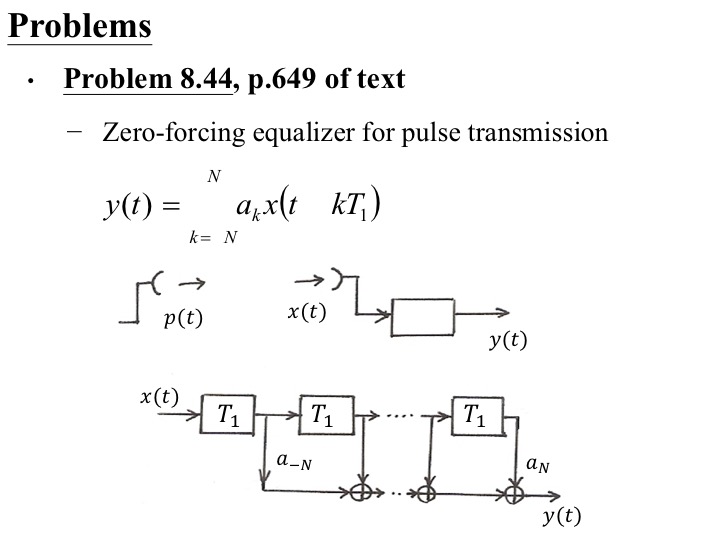 Problems
• Problem 8.44, p.649 of text
− Zero-forcing equalizer for pulse transmission
N
y(t) = a_k x(t kT_1)
k= N
p(t)
x(t)
y(t)
x(t)
T_1 T_1 .... T_1
a_{−N} a_N
..
y(t)